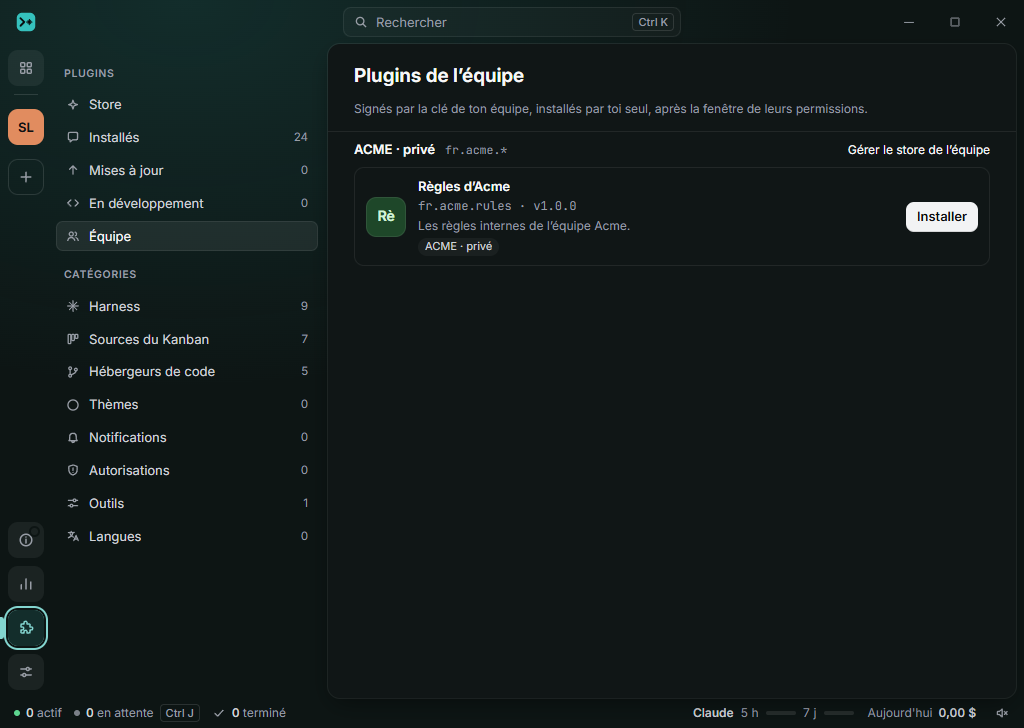 Rechercher
Ctrl K
PLUGINS
Store
Installés 24
Mises à jour 0
En développement 0
Équipe
CATÉGORIES
Harness 9
Sources du Kanban 7
Hébergeurs de code 5
Thèmes 0
Notifications 0
Autorisations 0
Outils 1
Langues 0
SL
Plugins de l’équipe
Signés par la clé de ton équipe, installés par toi seul, après la fenêtre de leurs permissions.
ACME · privé fr.acme.*
Gérer le store de l’équipe
Rè
Règles d’Acme
fr.acme.rules · v1.0.0
Les règles internes de l’équipe Acme.
ACME · privé
Installer
0 actif 0 en attente Ctrl J 0 terminé
Claude 5 h 7 j Aujourd'hui 0,00 $